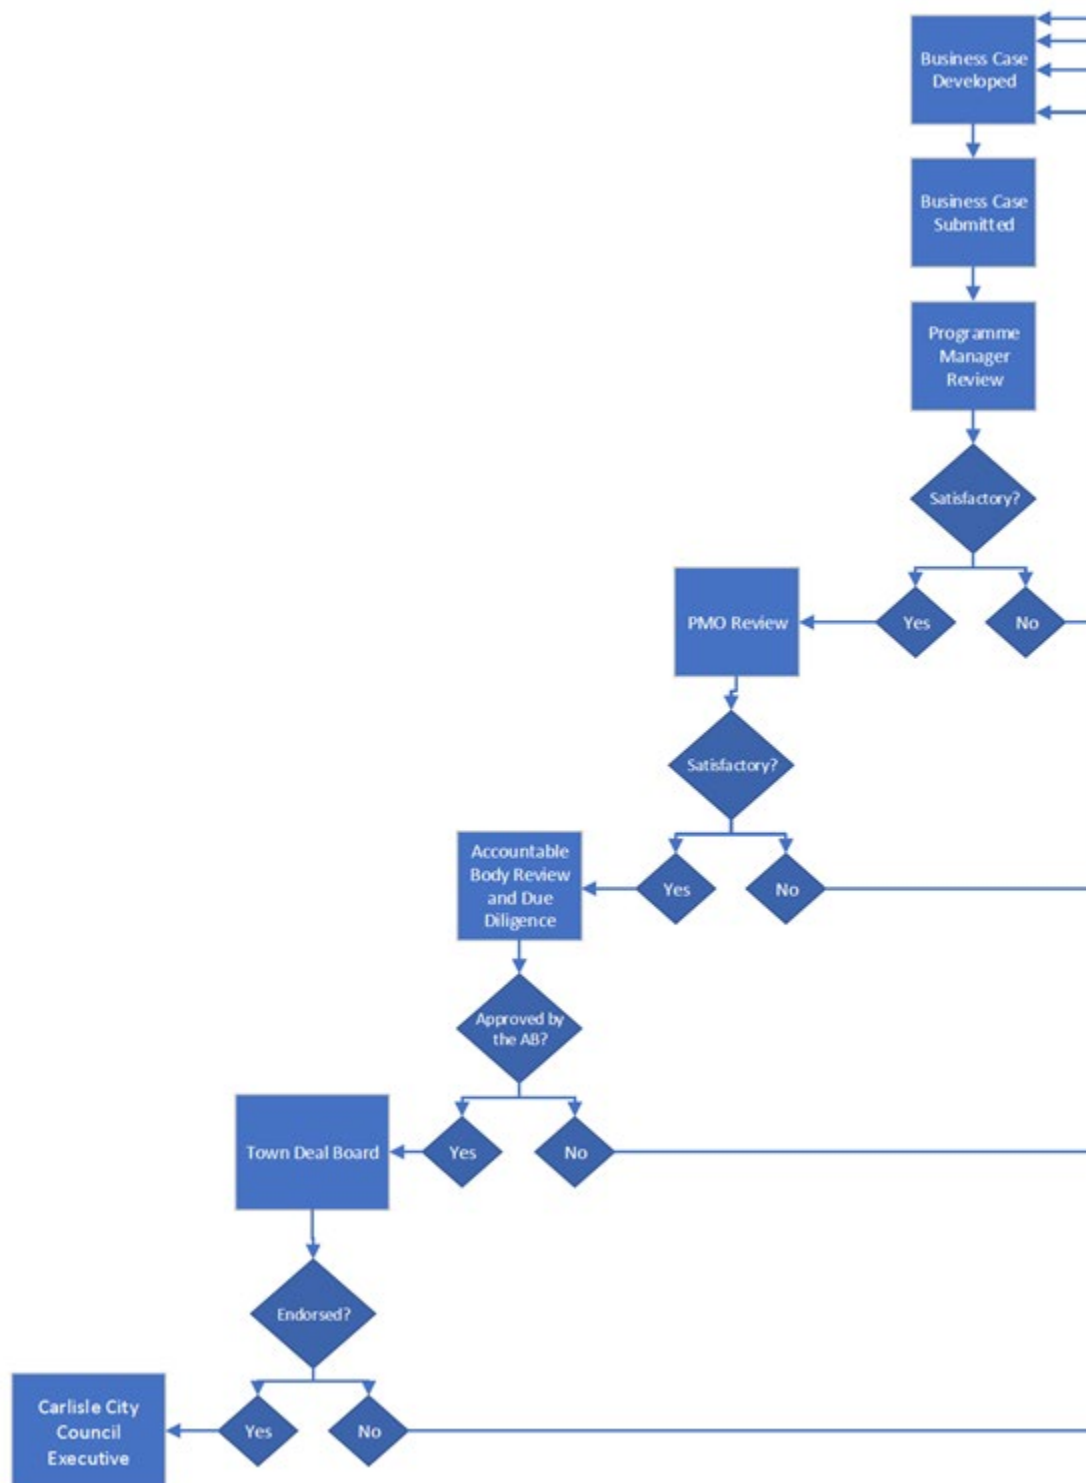 Business Case
Developed
Business Case
Submitted
Programme
Manager
Review
Satisfactory?
PMO Review
Yes
No
Satisfactory?
Accountable
Body Review
and Due
Diligence
Yes
No
Approved by
the AB?
Town Deal Board
Yes
No
Endorsed?
Carlisle City
Council
Executive
Yes
No